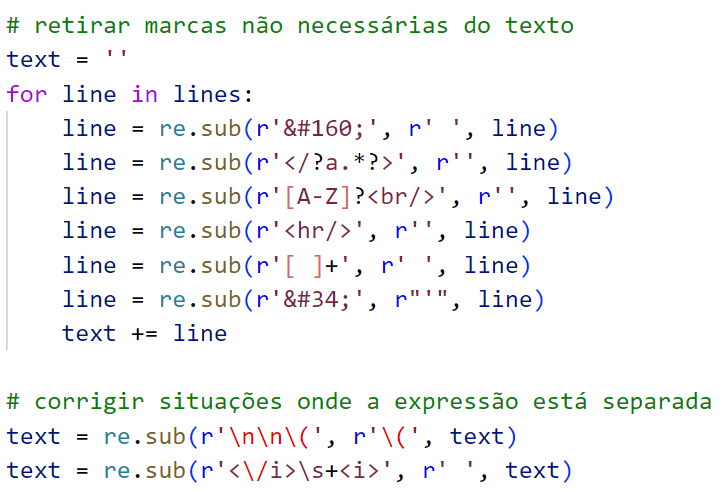 # retirar marcas não necessárias do texto
text = ''
for line in lines:
    line = re.sub(r'&#160;', r' ', line)
    line = re.sub(r'</?a.*?>', r'', line)
    line = re.sub(r'[A-Z]?<br/>', r'', line)
    line = re.sub(r'<hr/>', r'', line)
    line = re.sub(r'[ ]+', r' ', line)
    line = re.sub(r'&#34;', r"'", line)
    text += line

# corrigir situações onde a expressão está separada
text = re.sub(r'\n\n\(', r'\(', text)
text = re.sub(r'<\/i>\s+<i>', r' ', text)